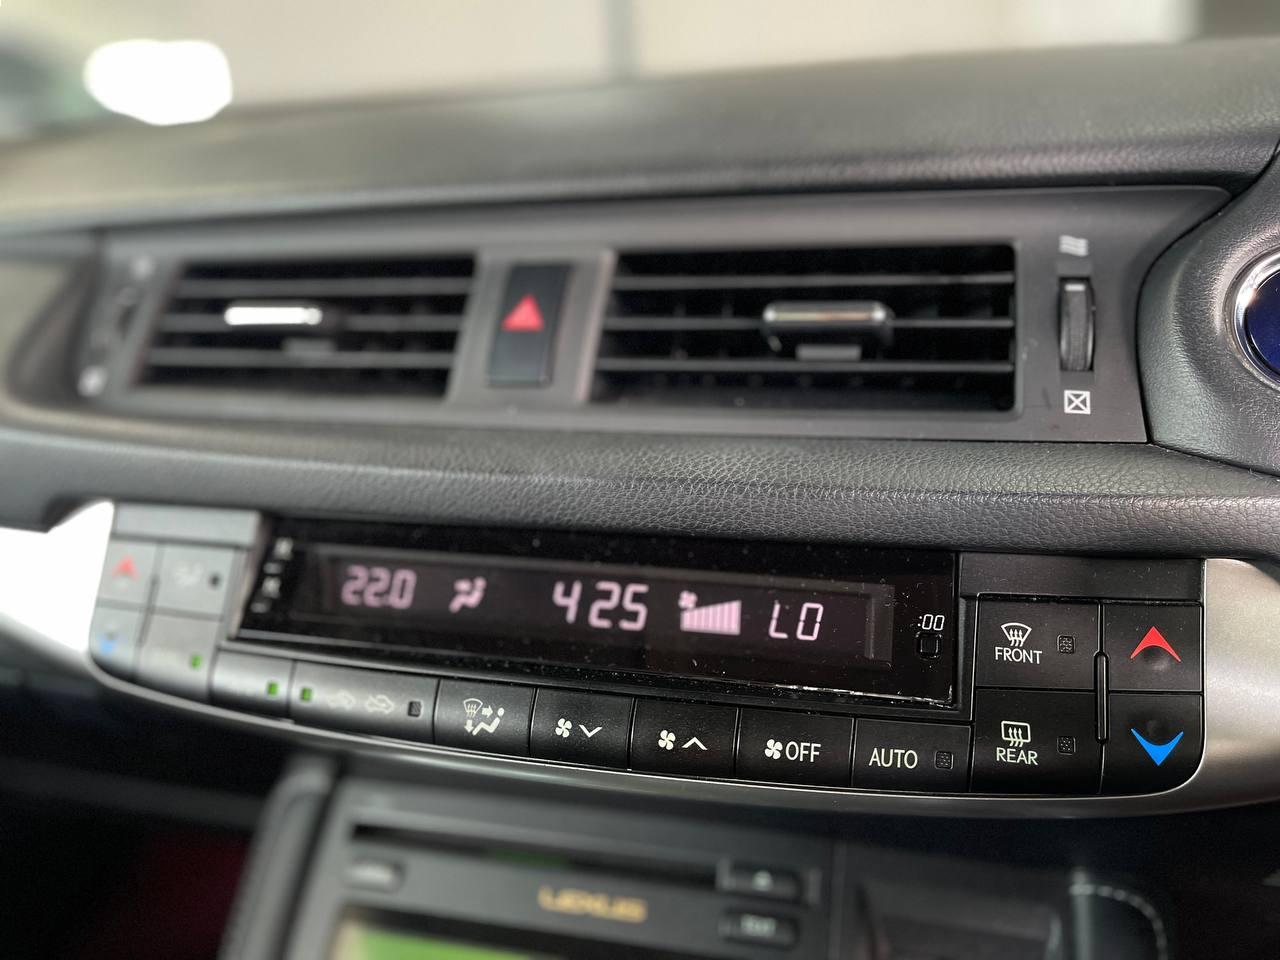 22.0 4 25 LO
:00
FRONT
REAR
OFF
AUTO
LEXUS